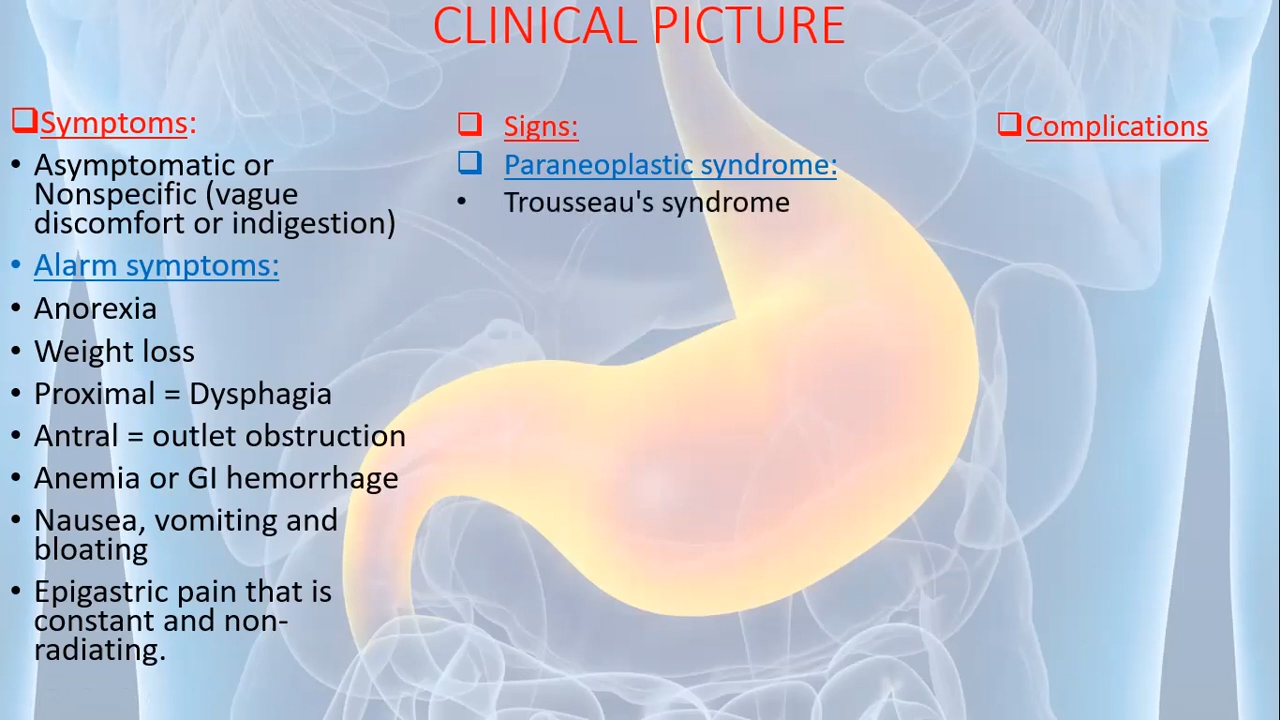 CLINICAL PICTURE
❑Symptoms:
• Asymptomatic or
Nonspecific (vague
discomfort or indigestion)
• Alarm symptoms:
• Anorexia
• Weight loss
• Proximal = Dysphagia
• Antral = outlet obstruction
• Anemia or GI hemorrhage
• Nausea, vomiting and
bloating
• Epigastric pain that is
constant and non-
radiating.
❑ Signs:
❑ Paraneoplastic syndrome:
• Trousseau's syndrome
❑Complications